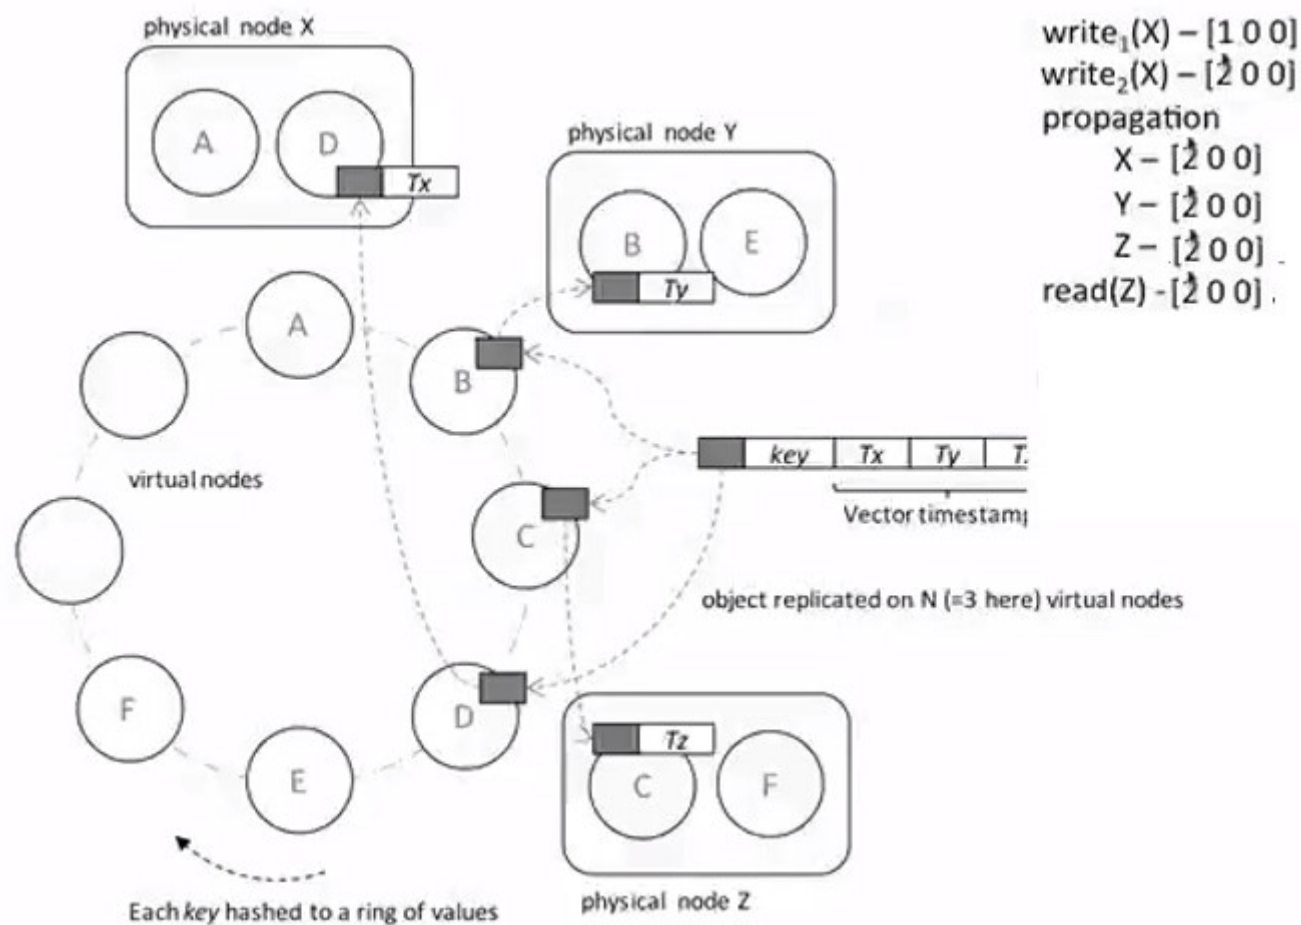 physical node X
A
D
Tx
physical node Y
B
E
Ty
write₁(X) – [1 0 0]
write₂(X) – [2 0 0]
propagation
X – [2 0 0]
Y – [2 0 0]
Z – [2 0 0]
read(Z) -[2 0 0]
A
B
virtual nodes
key Tx Ty
Vector
C
object replicated on N (=3 here) virtual nodes
F
D
E
Tz
C
F
physical node Z
Each key hashed to a ring of values